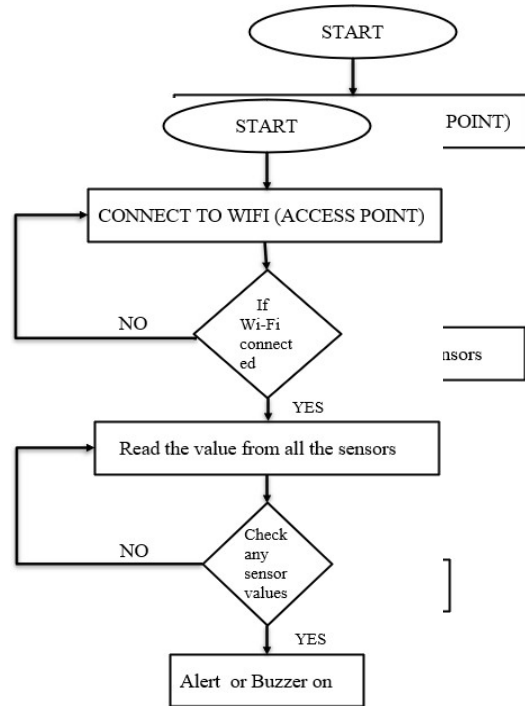 START
POINT)
START
CONNECT TO WIFI (ACCESS POINT)
If
Wi-Fi
connect
ed
NO
nsors
YES
Read the value from all the sensors
Check
any
sensor
values
NO
YES
Alert or Buzzer on